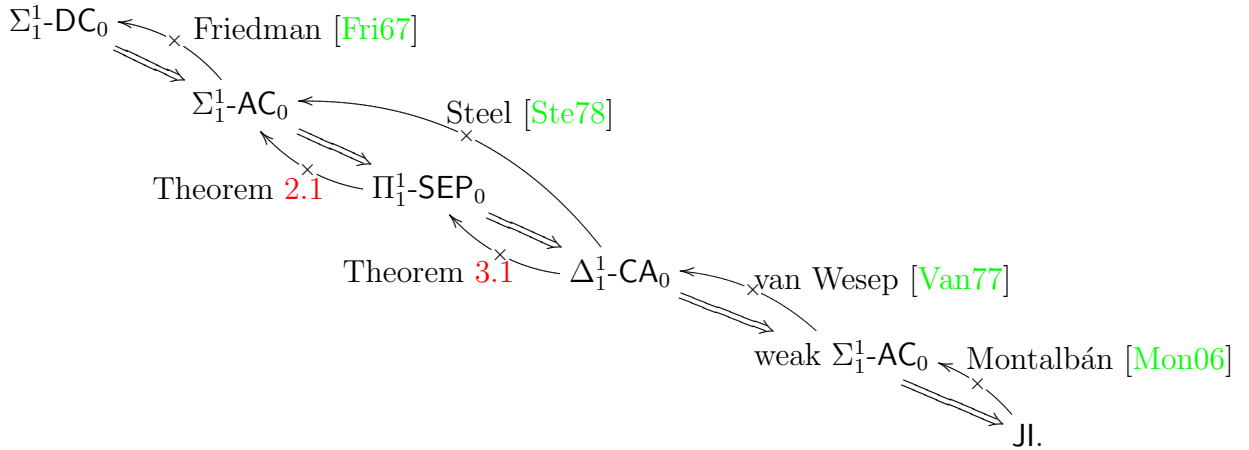 Σ¹₁-DC₀
Friedman [Fri67]
Σ¹₁-AC₀
Steel [Ste78]
Theorem 2.1
Π¹₁-SEP₀
Theorem 3.1
Δ¹₁-CA₀
van Wesep [Van77]
weak Σ¹₁-AC₀
Montalbán [Mon06]
JI.